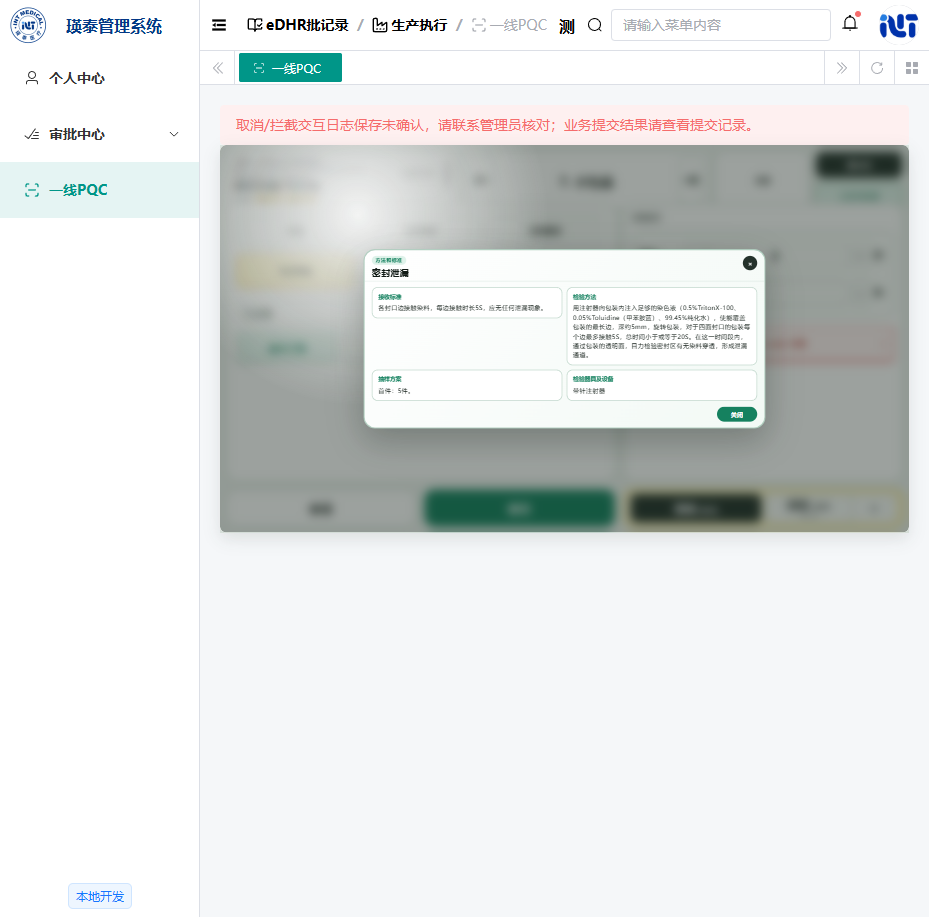 瑛泰管理系统
eDHR批记录 / 生产执行 / 一线PQC 测
请输入菜单内容
个人中心
审批中心
一线PQC
一线PQC
取消/拦截交互日志保存未确认，请联系管理员核对；业务提交结果请查看提交记录。
方法和标准
密封泄漏
接收标准
各封口边接触染料，每边接触时长5S，应无任何泄漏现象。
检验方法
用注射器向包装内注入足够的染色液（0.5%TritonX-100、
0.05%Toluidine（甲苯胺蓝）、99.45%纯化水），使能覆盖
包装的最长边，深约5mm，旋转包装，对于四面封口的包装每
个边最多接触5S，总时间小于或等于20S。在这一时间段内，
通过包装的透明面，目力检验密封区有无染料穿透，形成泄漏
通道。
抽样方案
首件：5件。
检验器具及设备
带针注射器
关闭
本地开发